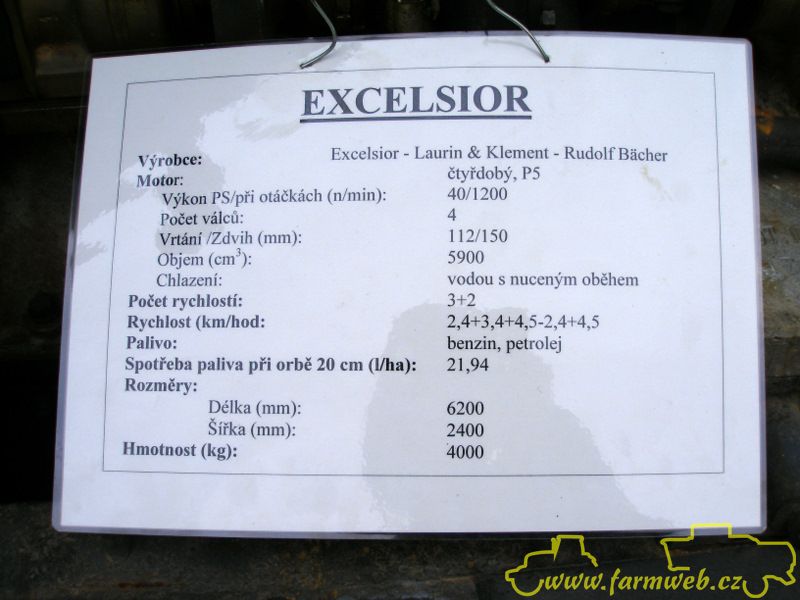 EXCELSIOR
Výrobce: Excelsior - Laurin & Klement - Rudolf Bächer
Motor: čtyřdobý, P5
Výkon PS/při otáčkách (n/min): 40/1200
Počet válců: 4
Vrtání /Zdvih (mm): 112/150
Objem (cm³): 5900
Chlazení: vodou s nuceným oběhem
Počet rychlostí: 3+2
Rychlost (km/hod: 2,4+3,4+4,5-2,4+4,5
Palivo: benzin, petrolej
Spotřeba paliva při orbě 20 cm (l/ha): 21,94
Rozměry:
Délka (mm): 6200
Šířka (mm): 2400
Hmotnost (kg): 4000
www.farmweb.cz